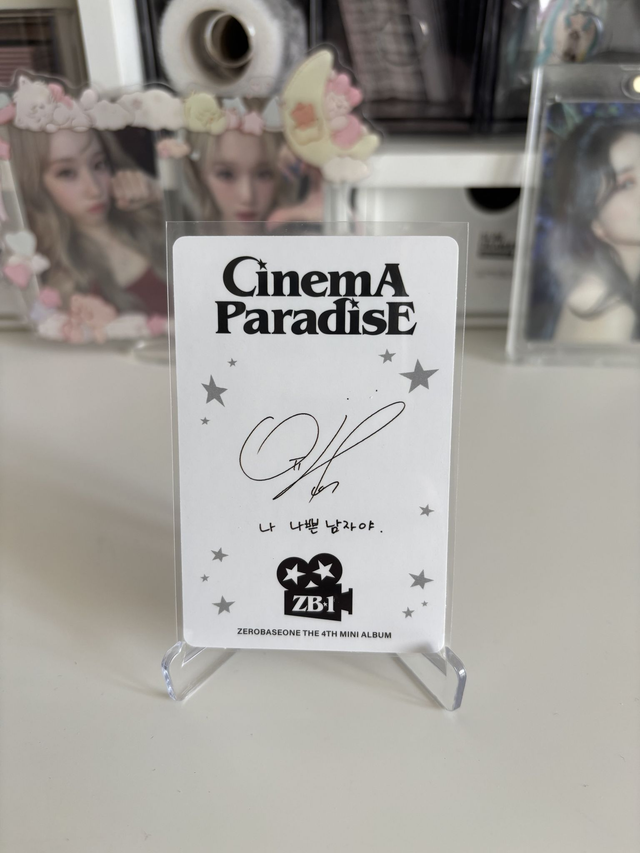 CinemA
ParadisE
나 나쁜 남자야.
ZB1
ZEROBASEONE THE 4TH MINI ALBUM